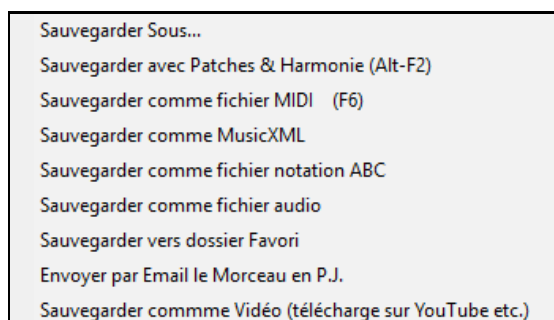 Sauvegarder Sous...
Sauvegarder avec Patches & Harmonie (Alt-F2)
Sauvegarder comme fichier MIDI (F6)
Sauvegarder comme MusicXML
Sauvegarder comme fichier notation ABC
Sauvegarder comme fichier audio
Sauvegarder vers dossier Favori
Envoyer par Email le Morceau en P.J.
Sauvegarder commme Vidéo (télécharge sur YouTube etc.)